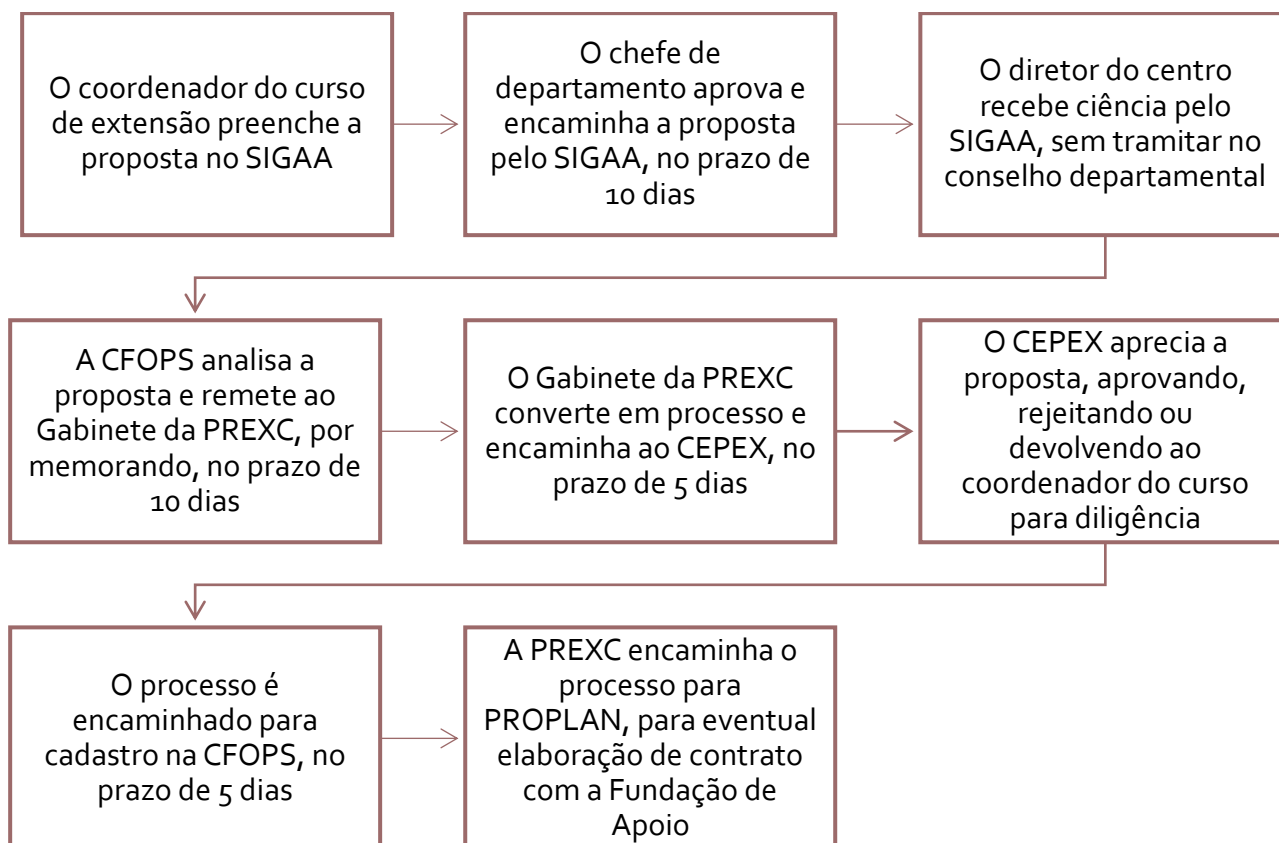 O coordenador do curso
de extensão preenche a
proposta no SIGAA
O chefe de
departamento aprova e
encaminha a proposta
pelo SIGAA, no prazo de
10 dias
O diretor do centro
recebe ciência pelo
SIGAA, sem tramitar no
conselho departamental
A CFOPS analisa a
proposta e remete ao
Gabinete da PREXC, por
memorando, no prazo de
10 dias
O Gabinete da PREXC
converte em processo e
encaminha ao CEPEX, no
prazo de 5 dias
O CEPEX aprecia a
proposta, aprovando,
rejeitando ou
devolvendo ao
coordenador do curso
para diligência
O processo é
encaminhado para
cadastro na CFOPS, no
prazo de 5 dias
A PREXC encaminha o
processo para
PROPLAN, para eventual
elaboração de contrato
com a Fundação de
Apoio